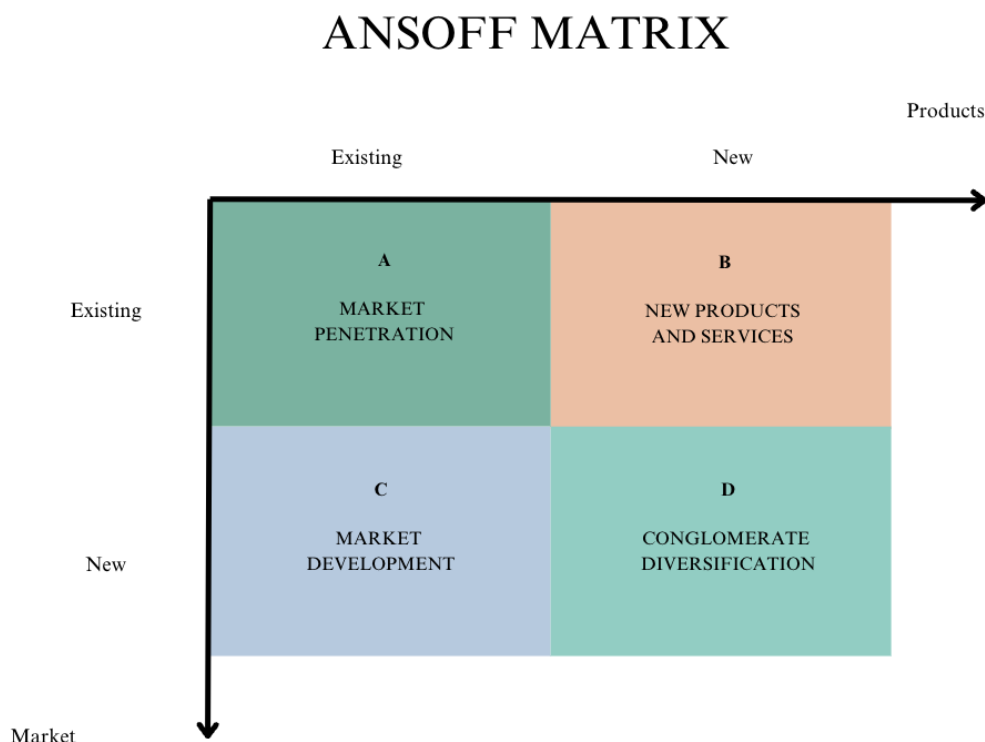 ANSOFF MATRIX
Products
Existing
New
Existing
A
MARKET
PENETRATION
B
NEW PRODUCTS
AND SERVICES
New
C
MARKET
DEVELOPMENT
D
CONGLOMERATE
DIVERSIFICATION
Market